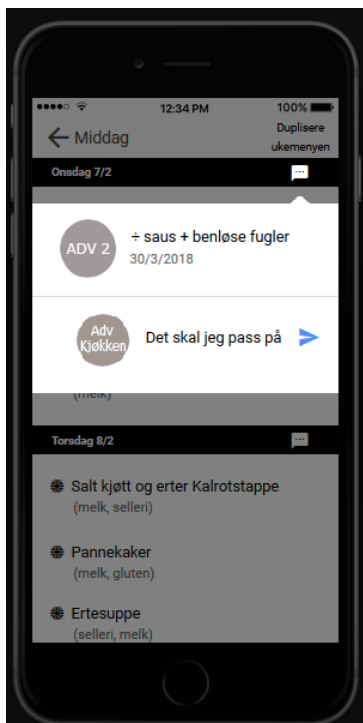 12:34 PM
100%
Middag
Duplisere
ukemenyen
Onsdag 7/2
ADV 2
÷ saus + benløse fugler
30/3/2018
Adv
Kjøkken
Det skal jeg pass på
(melk)
Torsdag 8/2
Salt kjøtt og erter Kalrotstappe
(melk, selleri)
Pannekaker
(melk, gluten)
Ertesuppe
(selleri, melk)